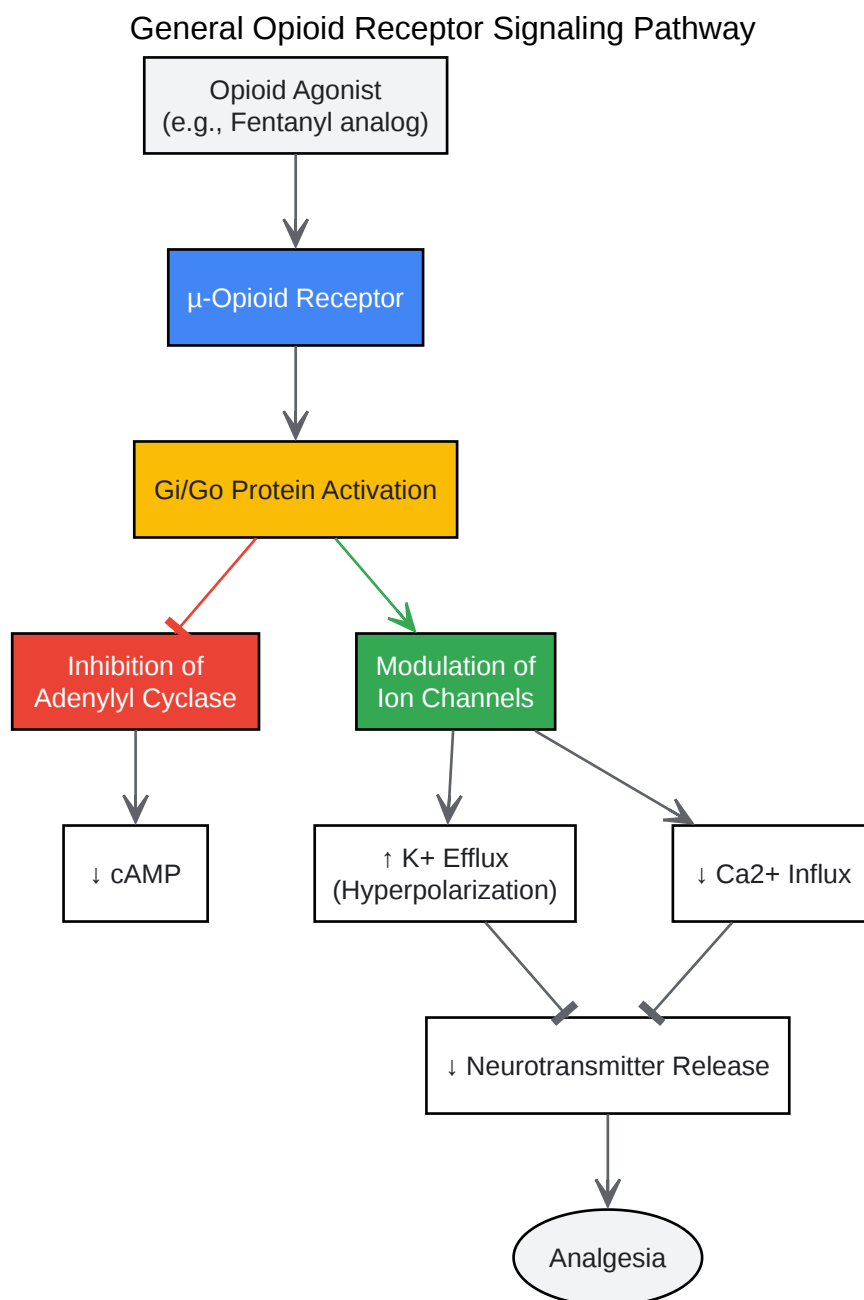 General Opioid Receptor Signaling Pathway
Opioid Agonist
(e.g., Fentanyl analog)
µ-Opioid Receptor
Gi/Go Protein Activation
Inhibition of
Adenylyl Cyclase
Modulation of
Ion Channels
↓ cAMP
↑ K+ Efflux
(Hyperpolarization)
↓ Ca2+ Influx
↓ Neurotransmitter Release
Analgesia